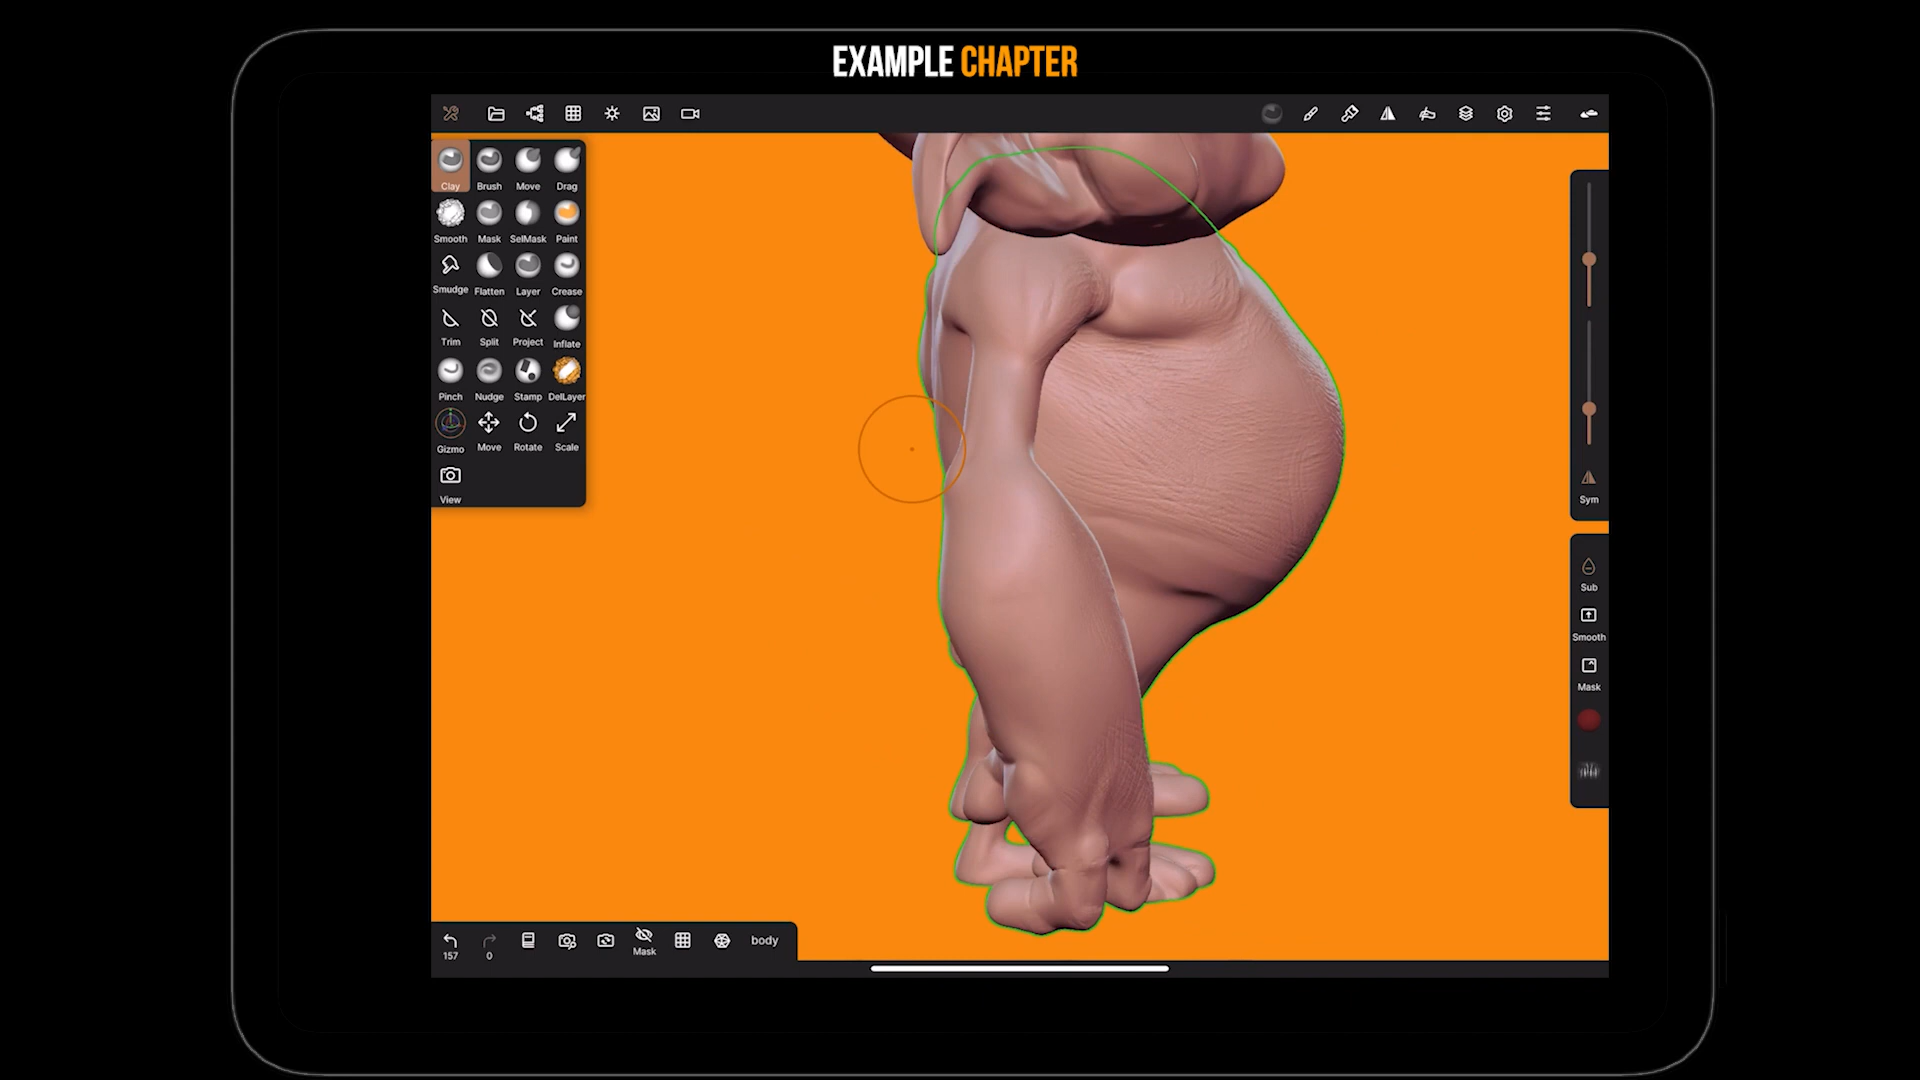 EXAMPLE CHAPTER
Clay Brush Move Drag
Smooth Mask SelMask Paint
Smudge Flatten Layer Crease
Trim Split Project Inflate
Pinch Nudge Stamp DelLayer
Gizmo Move Rotate Scale
View
Sym
Sub
Smooth
Mask
157 0 Mask body